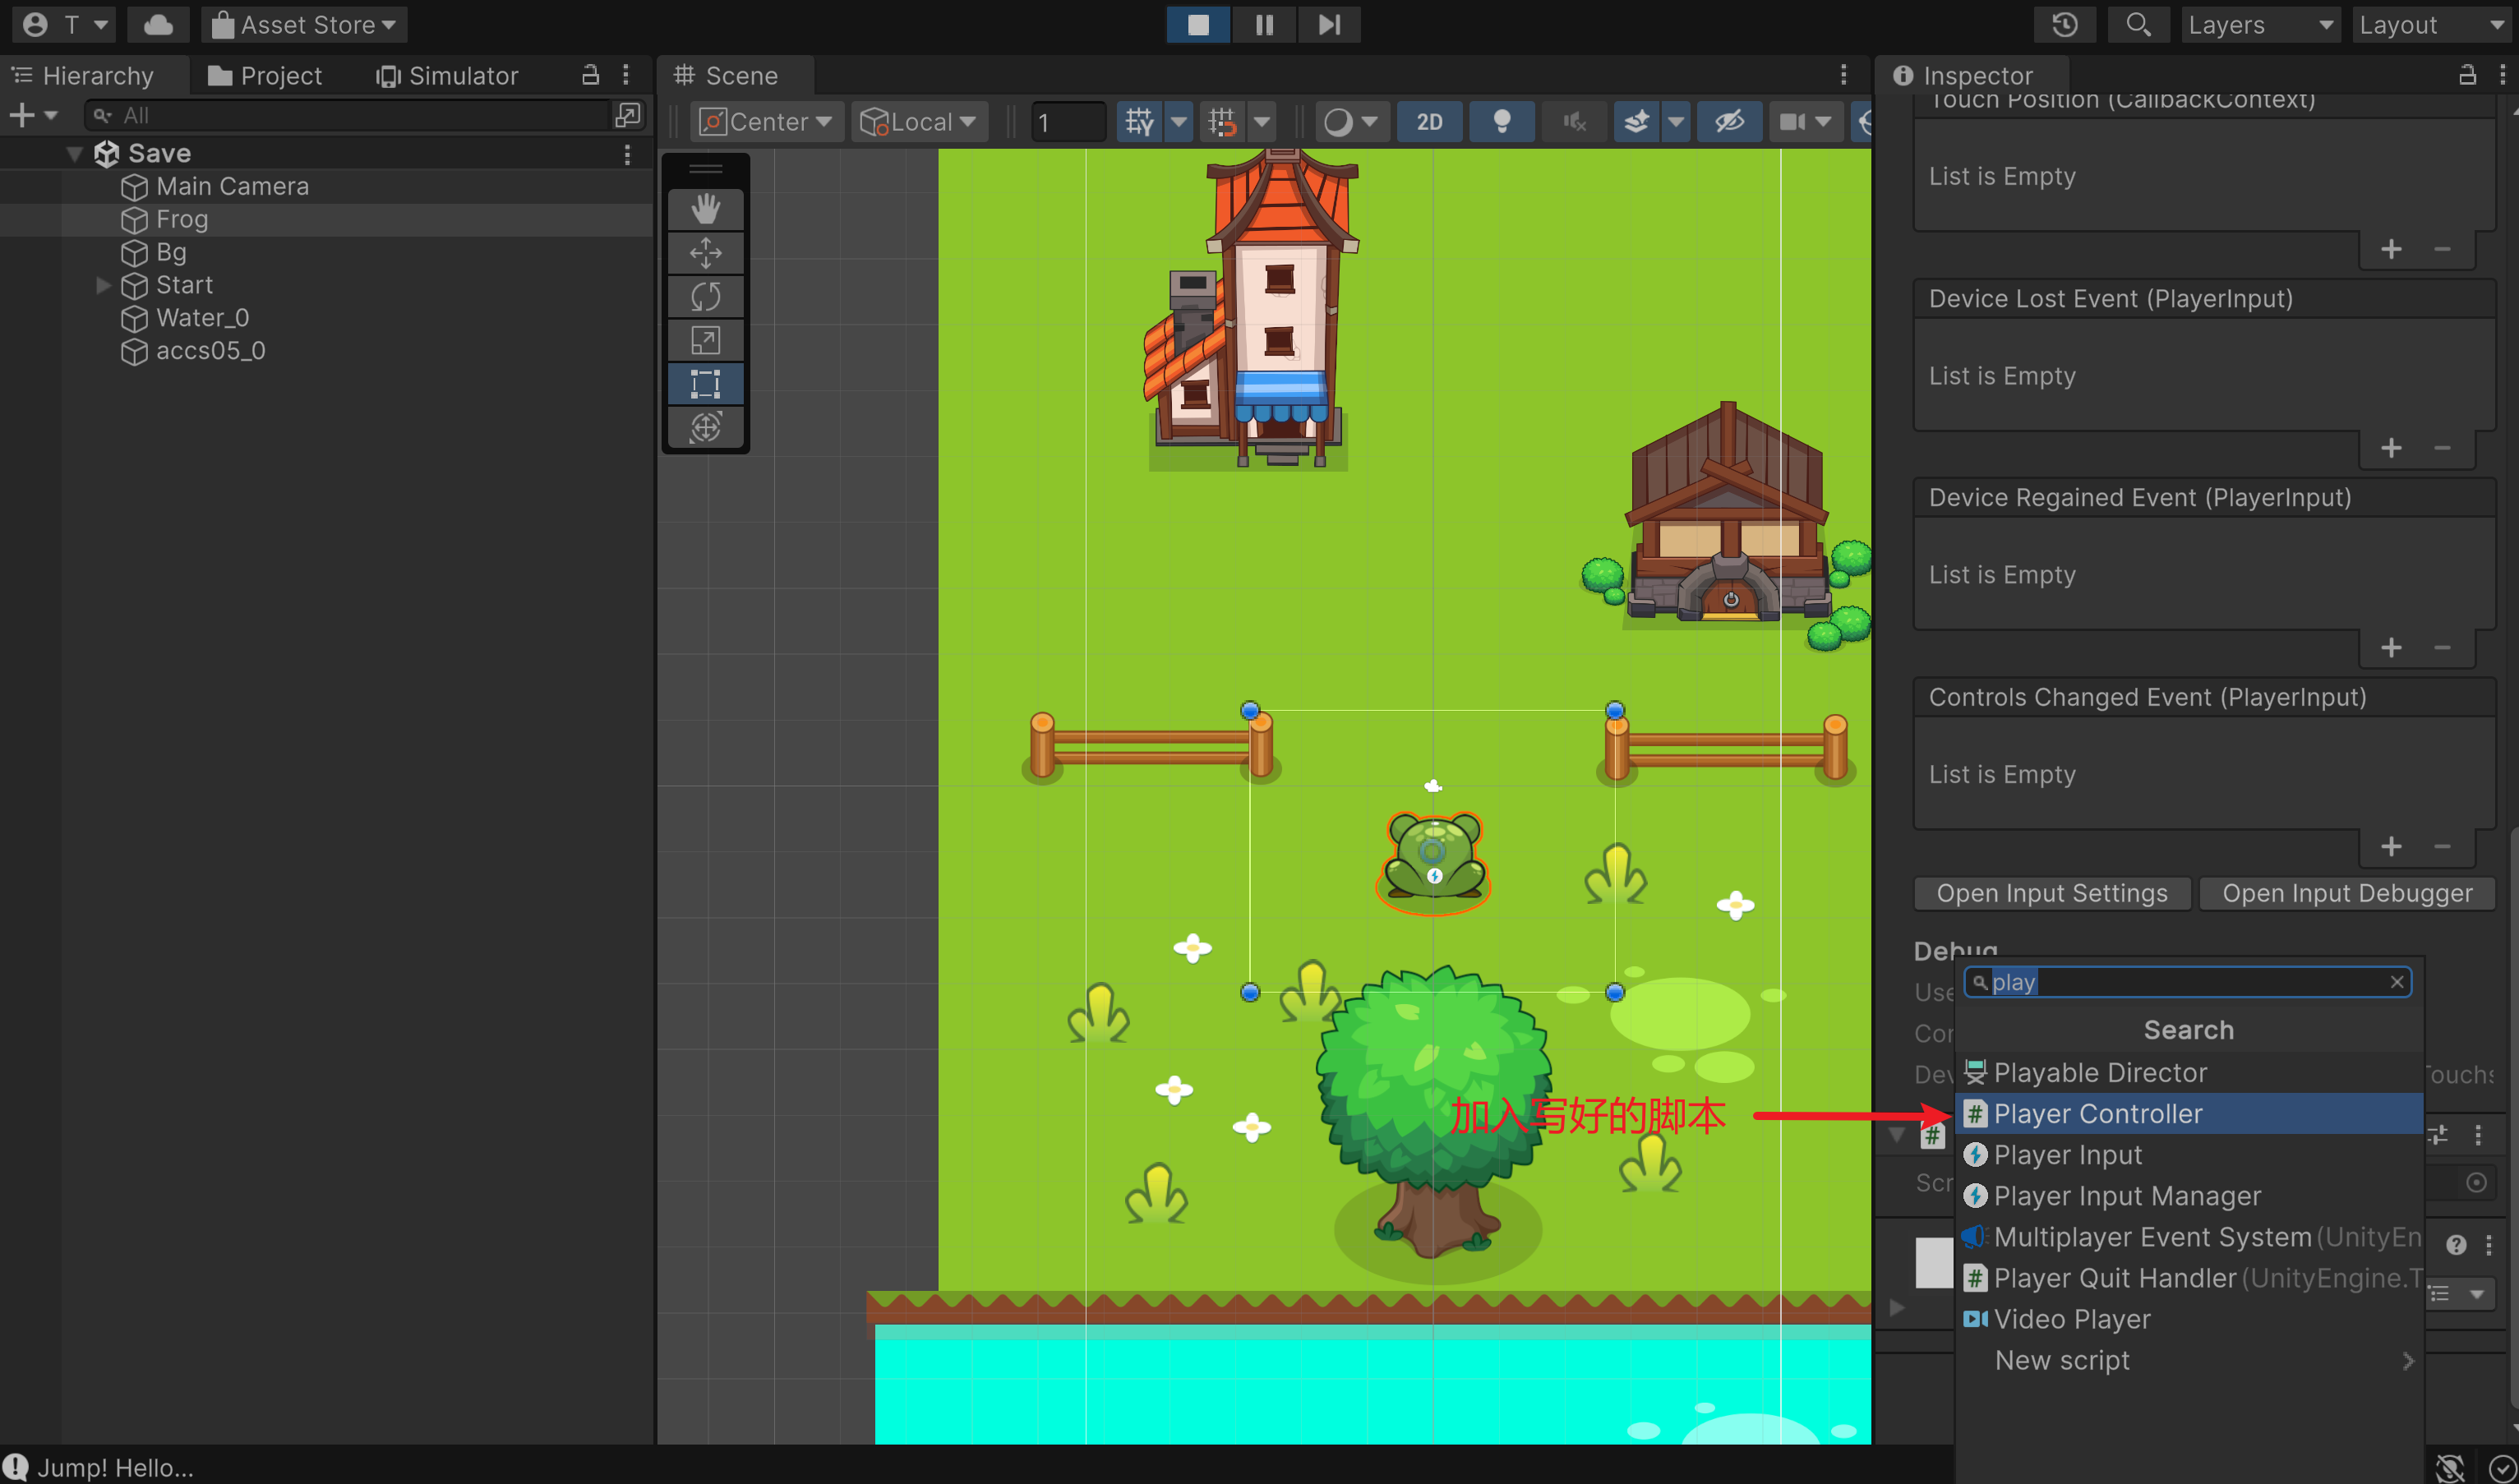 T
Asset Store
Layers
Layout
Hierarchy
Project
Simulator
Scene
Inspector
All
Center
Local
1
2D
Save
Main Camera
Frog
Bg
Start
Water_0
accs05_0
Touch Position (CallbackContext)
List is Empty
Device Lost Event (PlayerInput)
List is Empty
Device Regained Event (PlayerInput)
List is Empty
Controls Changed Event (PlayerInput)
List is Empty
Open Input Settings
Open Input Debugger
Debug
play
Use
Search
Con
Playable Director
Dev
Touchs
加入写好的脚本
Player Controller
Player Input
Scr
Player Input Manager
Multiplayer Event System (UnityEn
Player Quit Handler (UnityEngine.T
Video Player
New script
Jump! Hello...